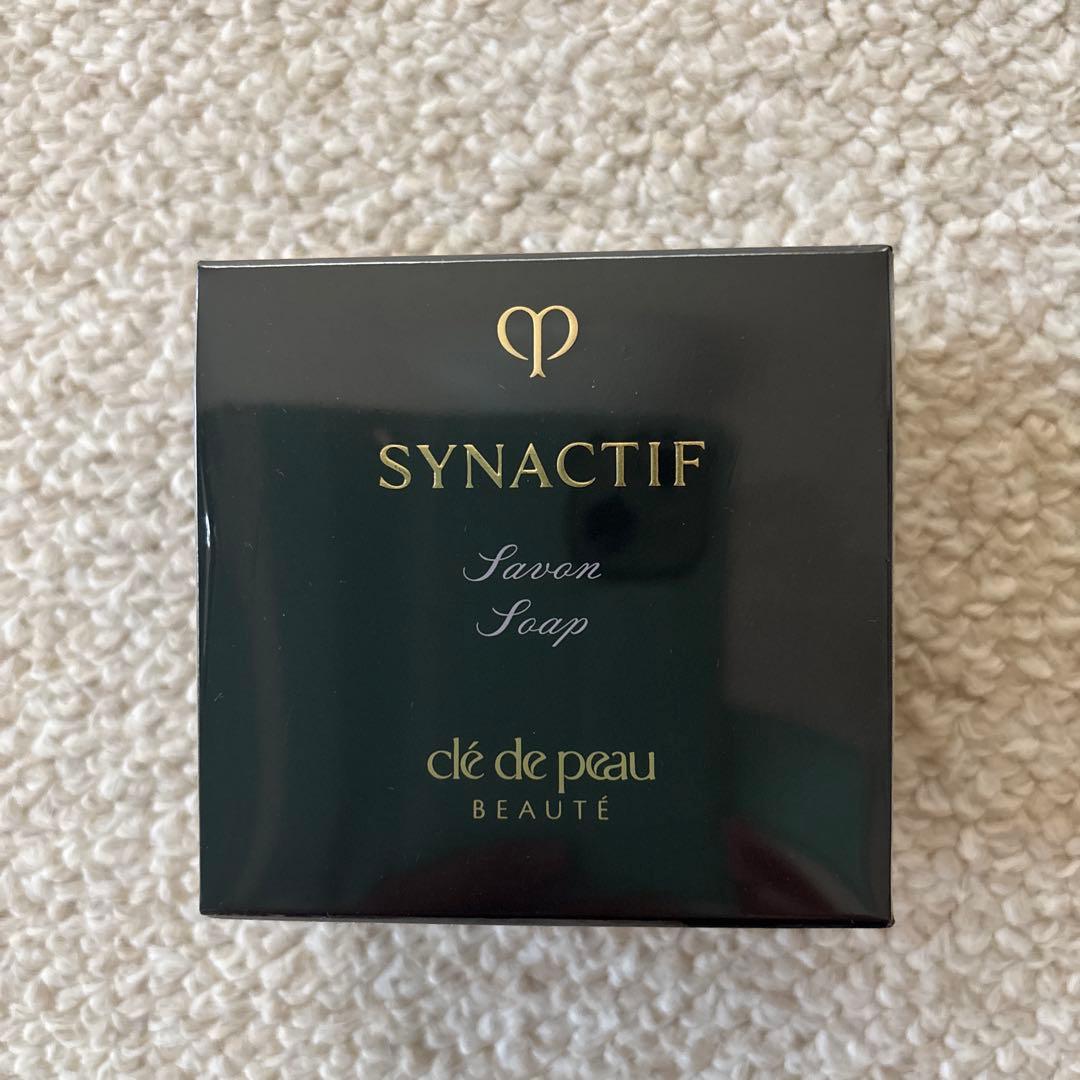 SYNACTIF
Savon
Soap
clé de peau
BEAUTÉ